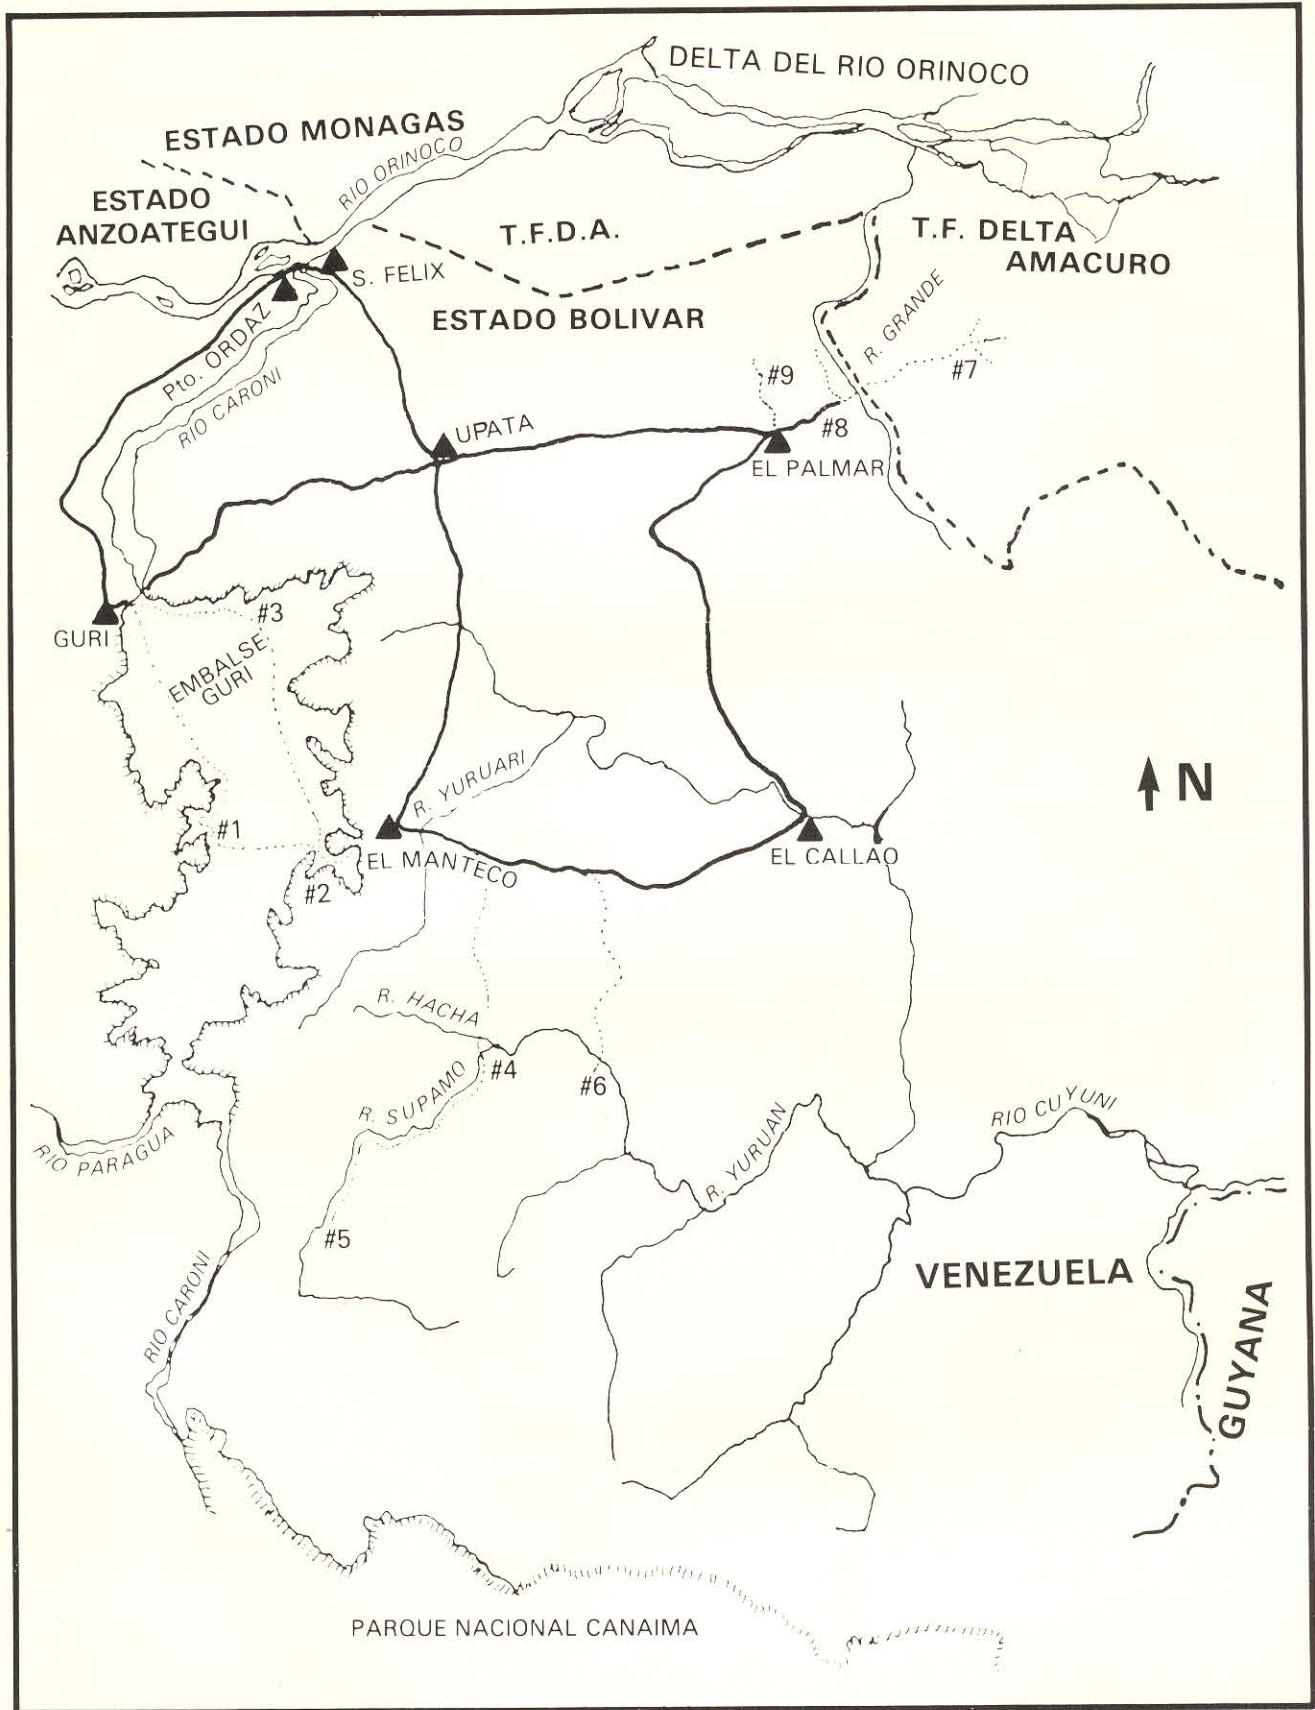 DELTA DEL RIO ORINOCO
ESTADO MONAGAS
RIO ORINOCO
ESTADO
ANZOATEGUI
T.F.D.A.
T.F. DELTA
AMACURO
S. FELIX
ESTADO BOLIVAR
R. GRANDE
Pto. ORDAZ
RIO CARONI
#9
#7
UPATA
#8
EL PALMAR
#3
GURI
EMBALSE
GURI
R. YURUARI
N
#1
EL MANTECO
EL CALLAO
#2
R. HACHA
#4
#6
R. SUPAMO
RIO PARAGUA
R. YURUAN
RIO CUYUNI
#5
VENEZUELA
RIO CARONI
GUYANA
PARQUE NACIONAL CANAIMA